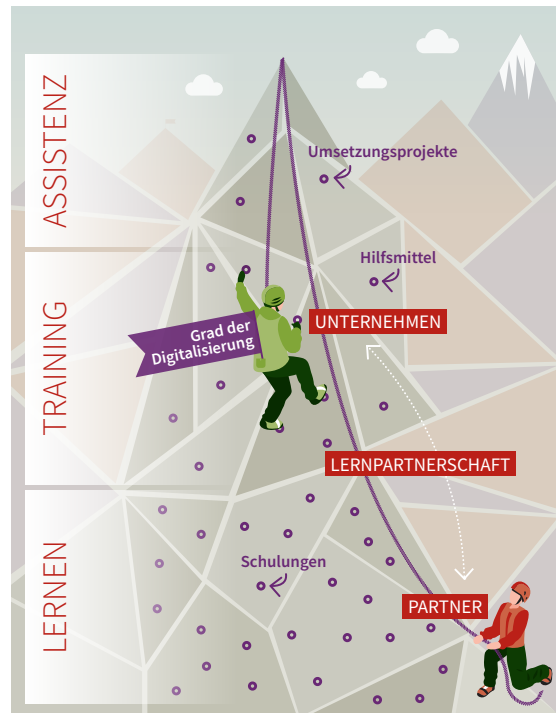 ASSISTENZ
Umsetzungsprojekte
Hilfsmittel
TRAINING
Grad der
Digitalisierung
UNTERNEHMEN
LERNPARTNERSCHAFT
LERNEN
Schulungen
PARTNER